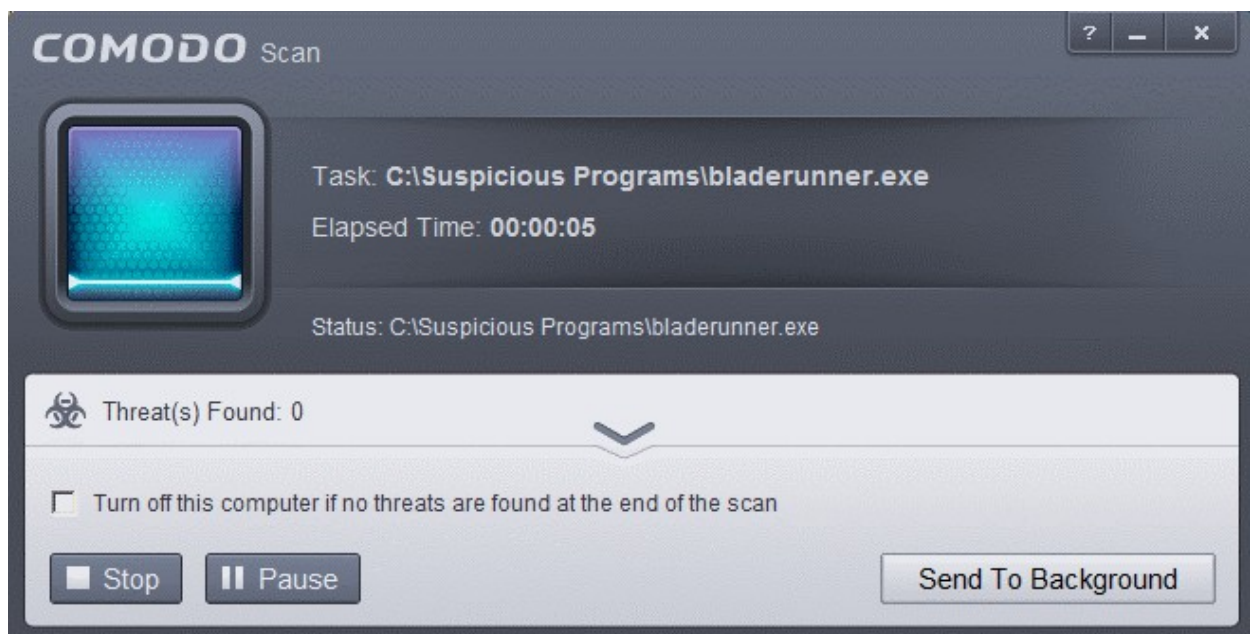 COMODO Scan
?
Task: C:\Suspicious Programs\bladerunner.exe
Elapsed Time: 00:00:05
Status: C:\Suspicious Programs\bladerunner.exe
Threat(s) Found: 0
Turn off this computer if no threats are found at the end of the scan
Stop Pause Send To Background